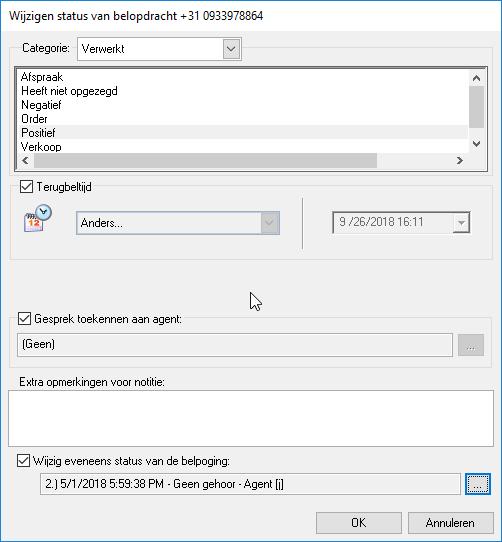 Wijzigen status van belopdracht +31 0933978864
Categorie: Verwerkt
Afspraak
Heeft niet opgezegd
Negatief
Order
Positief
Verkoop
Terugbeltijd
12
Anders...
9 /26/2018 16:11
Gesprek toekennen aan agent:
(Geen)
...
Extra opmerkingen voor notitie:
Wijzig eveneens status van de belpoging:
2.) 5/1/2018 5:59:38 PM - Geen gehoor - Agent [j]
...
OK
Annuleren